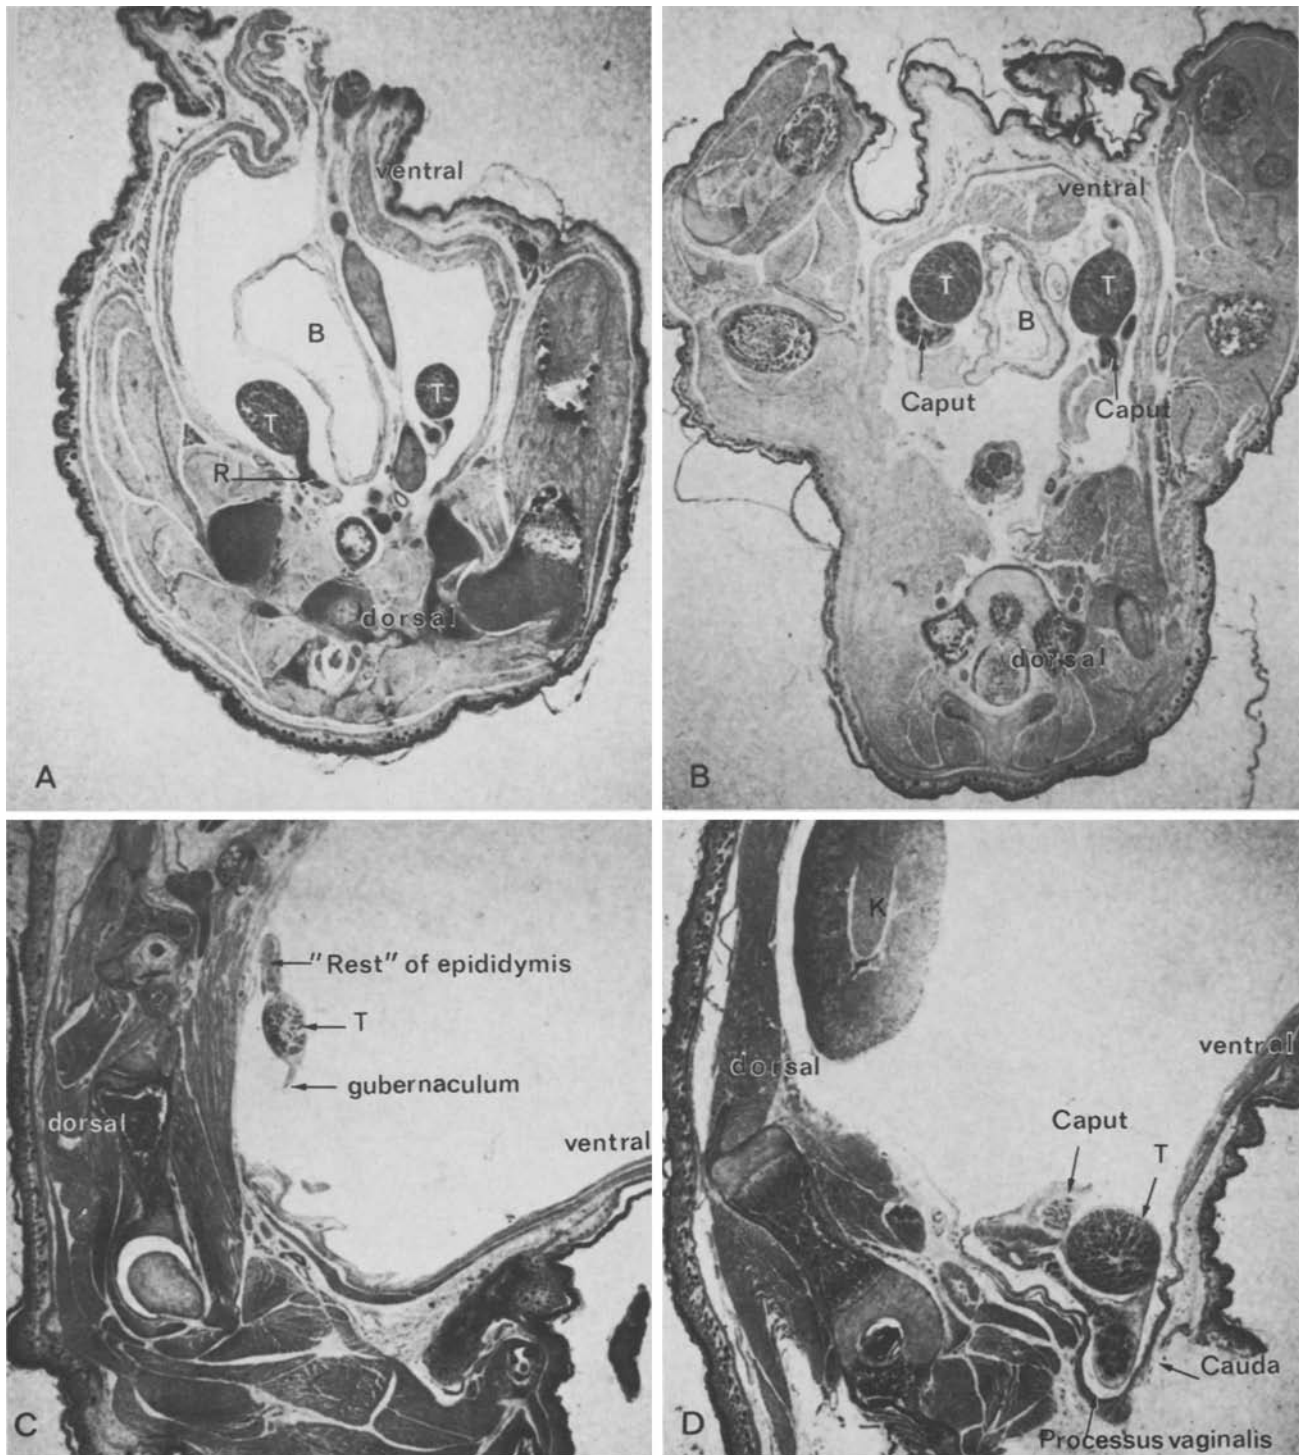 ventral
B
T
T
R
dorsal
A
ventral
T
B
T
Caput
Caput
dorsal
B
"Rest" of epididymis
T
gubernaculum
dorsal
ventral
C
K
dorsal
ventral
Caput
T
Cauda
Processus vaginalis
D